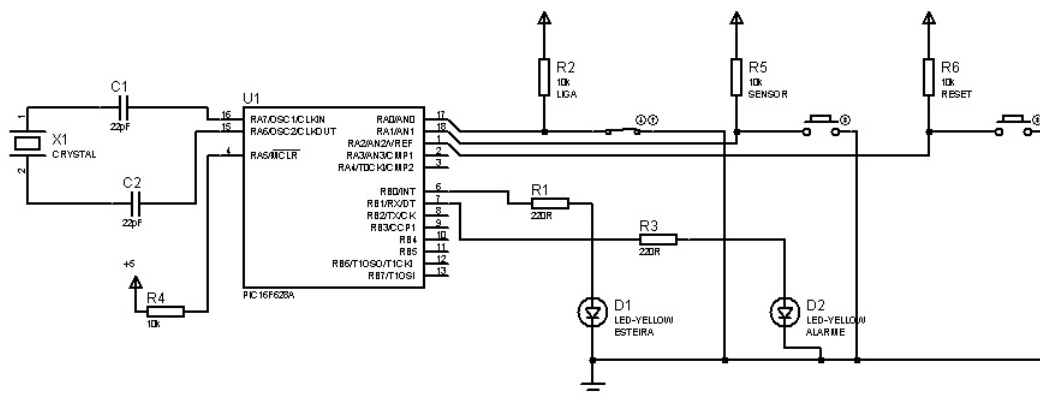 R2
10k
LIGA
R5
10k
SENSOR
R6
10k
RESET
C1
22pF
X1
CRYSTAL
1
2
C2
22pF
+5
R4
10k
U1
16 RA7/OSC1/CLKIN
15 RA6/OSC2/CLKOUT
4 RA5/MCLR
RA0/AN0 17
RA1/AN1 18
RA2/AN2/VREF 1
RA3/AN3/CMP1 2
RA4/T0CKI/CMP2 3
RB0/INT 6
RB1/RX/DT 7
RB2/TX/CK 8
RB3/CCP1 9
RB4 10
RB5 11
RB6/T1OSO/T1CKI 12
RB7/T1OSI 13
PIC16F628A
R1
220R
R3
220R
D1
LED-YELLOW
ESTEIRA
D2
LED-YELLOW
ALARME